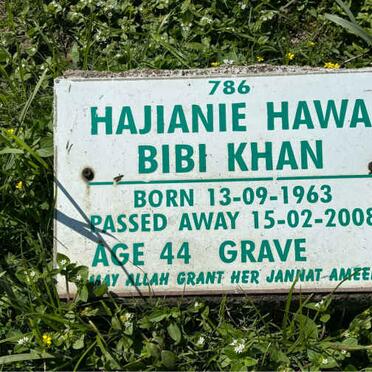 786
HAJIANIE HAWA
BIBI KHAN
BORN 13-09-1963
PASSED AWAY 15-02-2008
AGE 44 GRAVE
MAY ALLAH GRANT HER JANNAT AMEE